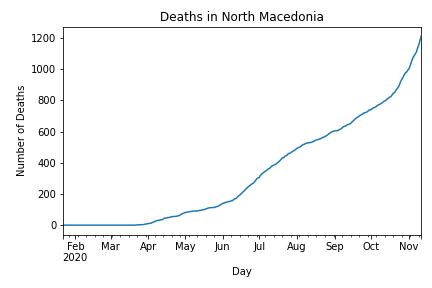 Deaths in North Macedonia
1200
1000
800
600
400
200
0
Number of Deaths
Feb Mar Apr May Jun Jul Aug Sep Oct Nov
2020
Day